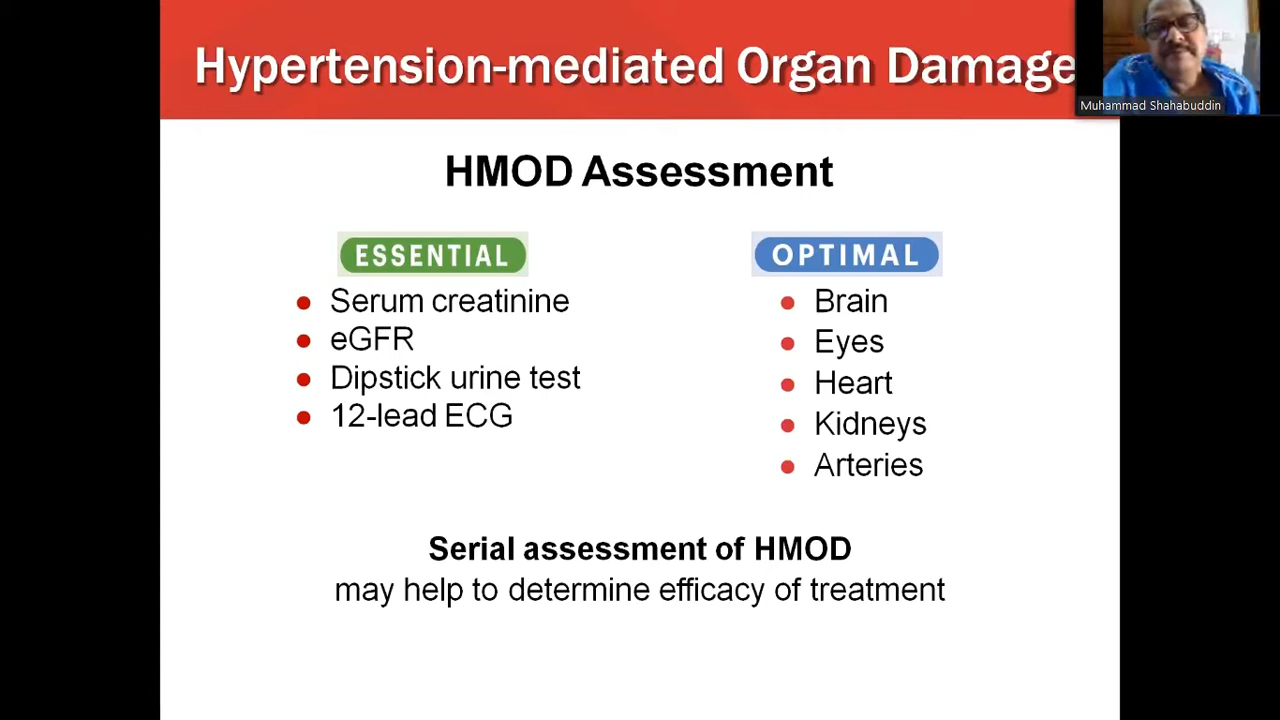 Hypertension-mediated Organ Damage
Muhammad Shahabuddin
HMOD Assessment
ESSENTIAL
• Serum creatinine
• eGFR
• Dipstick urine test
• 12-lead ECG
OPTIMAL
• Brain
• Eyes
• Heart
• Kidneys
• Arteries
Serial assessment of HMOD
may help to determine efficacy of treatment